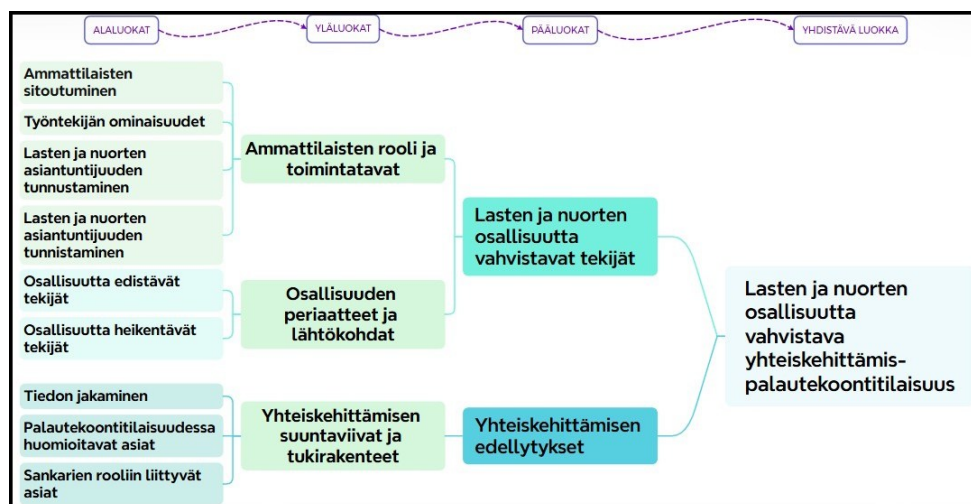 ALALUOKAT
YLÄLUOKAT
PÄÄLUOKAT
YHDISTÄVÄ LUOKKA
Ammattilaisten
sitoutuminen
Työntekijän ominaisuudet
Lasten ja nuorten
asiantuntijuuden
tunnustaminen
Lasten ja nuorten
asiantuntijuuden
tunnistaminen
Osallisuutta edistävät
tekijät
Osallisuutta heikentävät
tekijät
Tiedon jakaminen
Palautekoontitilaisuudessa
huomioitavat asiat
Sankarien rooliin liittyvät
asiat
Ammattilaisten rooli ja
toimintatavat
Osallisuuden
periaatteet ja
lähtökohdat
Yhteiskehittämisen
suuntaviivat ja
tukirakenteet
Lasten ja nuorten
osallisuutta
vahvistavat tekijät
Yhteiskehittämisen
edellytykset
Lasten ja nuorten
osallisuutta
vahvistava
yhteiskehittämis-
palautekoontitilaisuus